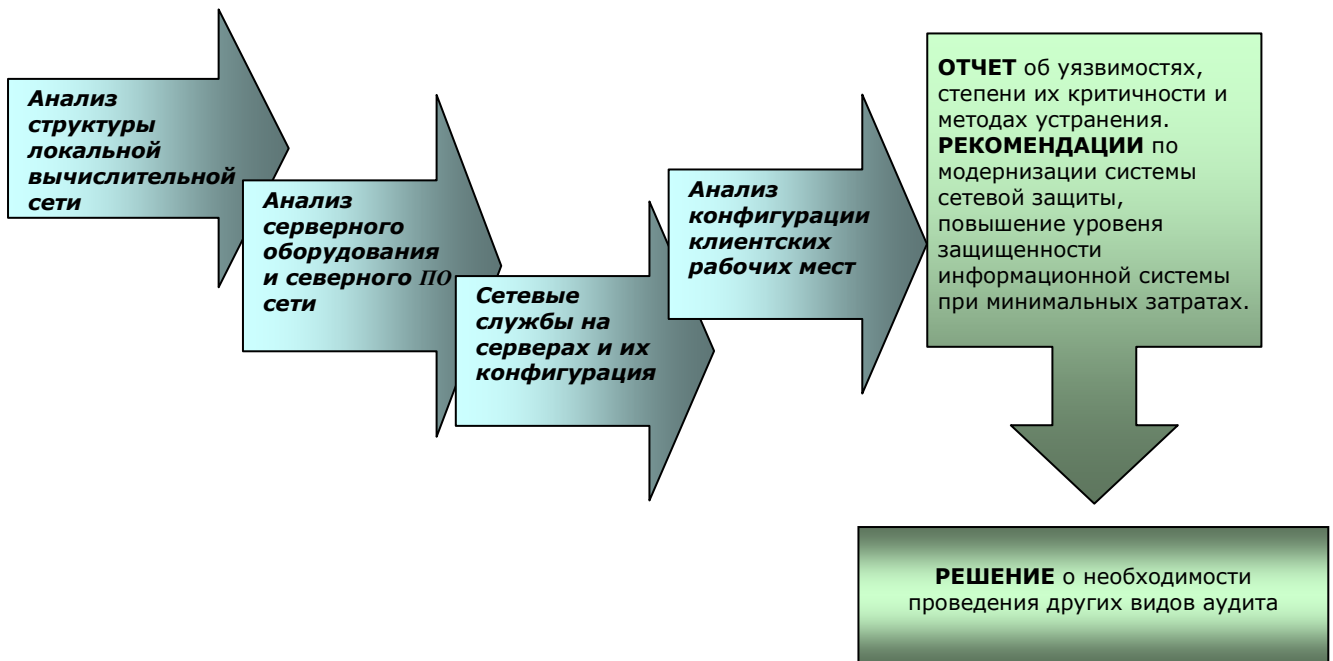 Анализ
структуры
локальной
вычислительной
сети
Анализ
серверного
оборудования
и северного ПО
сети
Сетевые
службы на
серверах и их
конфигурация
Анализ
конфигурации
клиентских
рабочих мест
ОТЧЕТ об уязвимостях,
степени их критичности и
методах устранения.
РЕКОМЕНДАЦИИ по
модернизации системы
сетевой защиты,
повышение уровеня
защищенности
информационной системы
при минимальных затратах.
РЕШЕНИЕ о необходимости
проведения других видов аудита